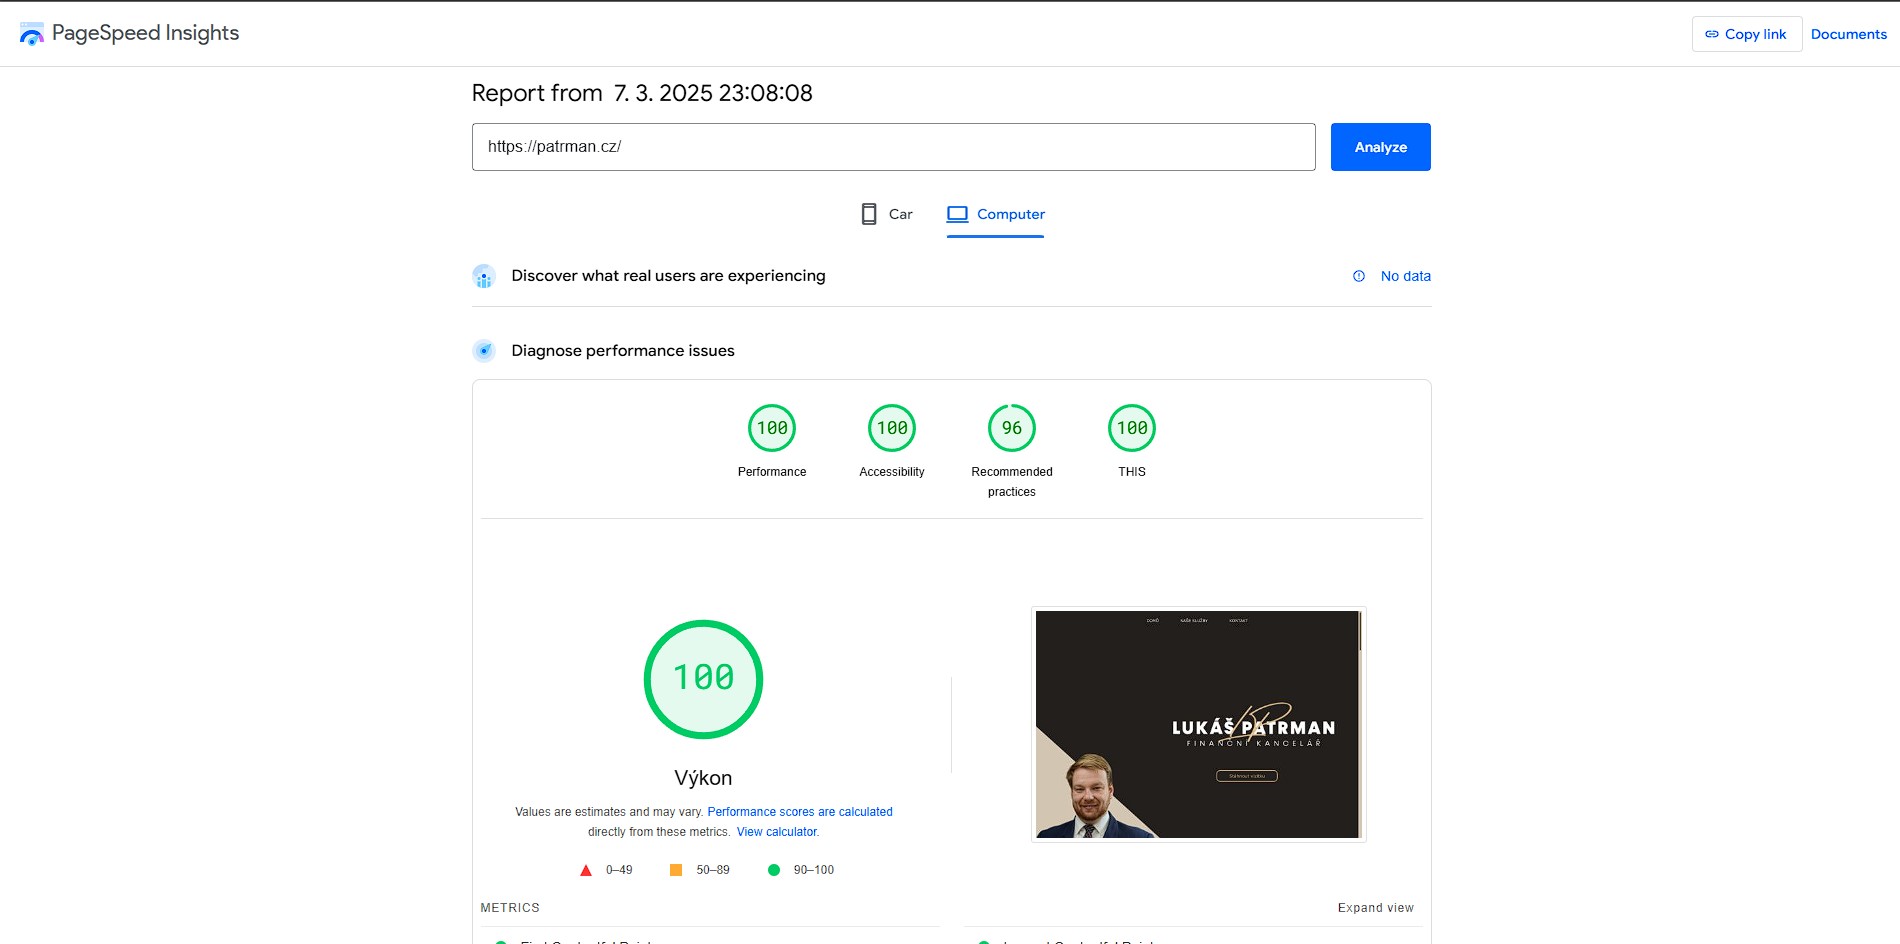 PageSpeed Insights
Copy link
Documents
Report from 7. 3. 2025 23:08:08
https://patrman.cz/
Analyze
Car
Computer
Discover what real users are experiencing
No data
Diagnose performance issues
100
Performance
100
Accessibility
96
Recommended
practices
100
THIS
100
Výkon
Values are estimates and may vary. Performance scores are calculated
directly from these metrics. View calculator.
0–49
50–89
90–100
DOMŮ
NAŠE SLUŽBY
KONTAKT
LUKÁŠ PATRMAN
FINANČNÍ KANCELÁŘ
Stáhnout vizitku
METRICS
Expand view